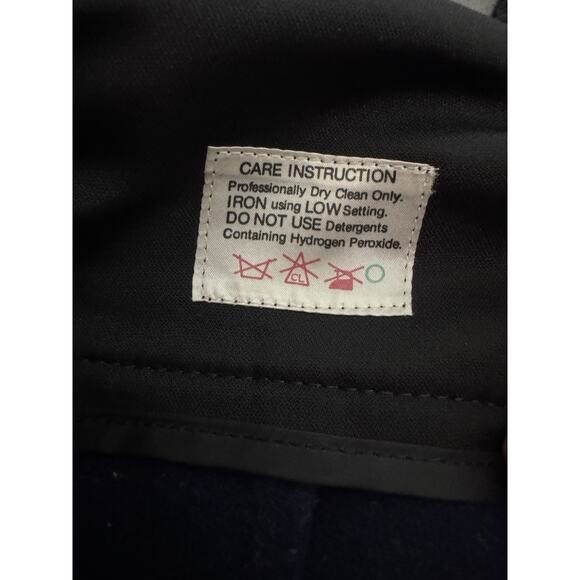 CARE INSTRUCTION
Professionally Dry Clean Only.
IRON using LOW Setting.
DO NOT USE Detergents
Containing Hydrogen Peroxide.
CL